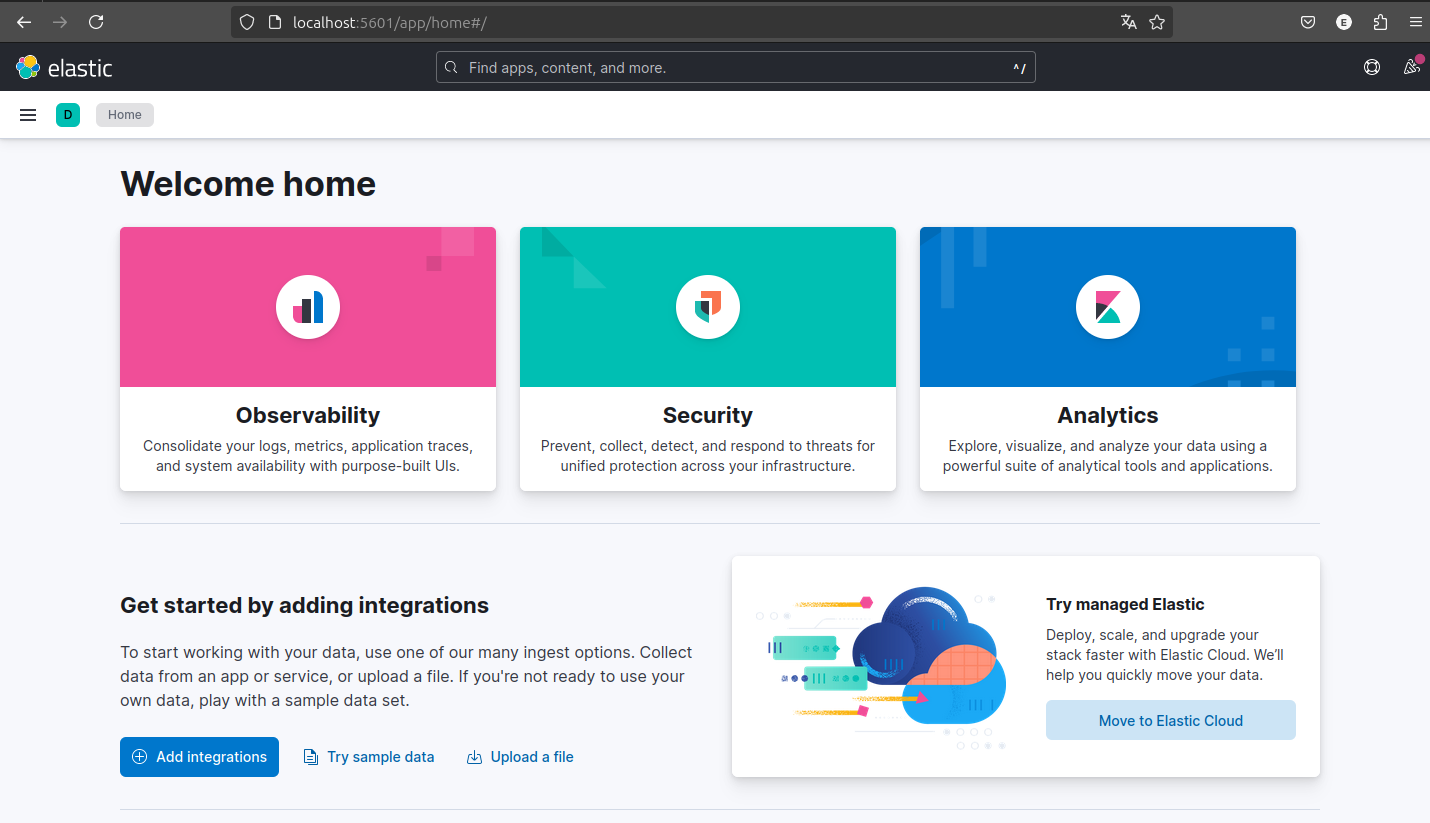 localhost:5601/app/home#/
E
elastic
Find apps, content, and more.
^/
D
Home
Welcome home
Observability
Consolidate your logs, metrics, application traces,
and system availability with purpose-built UIs.
Security
Prevent, collect, detect, and respond to threats for
unified protection across your infrastructure.
Analytics
Explore, visualize, and analyze your data using a
powerful suite of analytical tools and applications.
Get started by adding integrations
To start working with your data, use one of our many ingest options. Collect
data from an app or service, or upload a file. If you're not ready to use your
own data, play with a sample data set.
Add integrations
Try sample data
Upload a file
Try managed Elastic
Deploy, scale, and upgrade your
stack faster with Elastic Cloud. We’ll
help you quickly move your data.
Move to Elastic Cloud